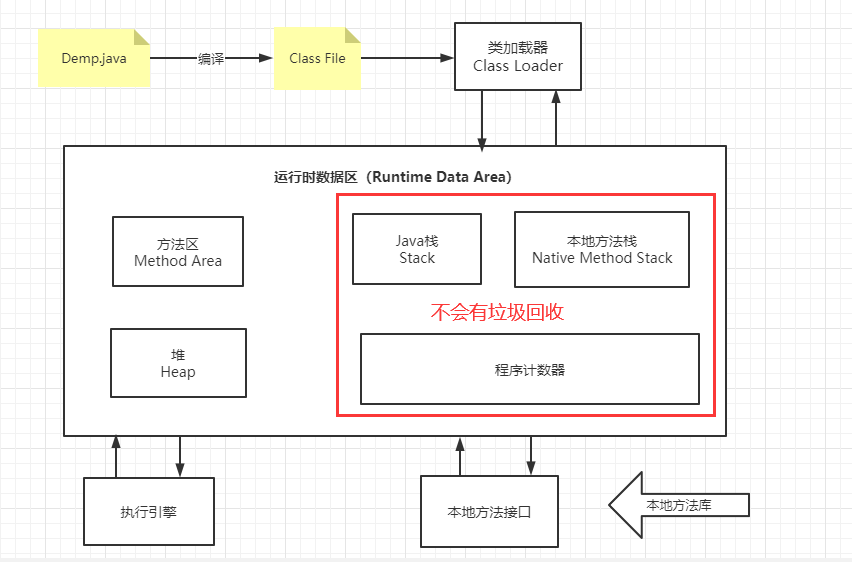 Demp.java
编译
Class File
类加载器
Class Loader
运行时数据区（Runtime Data Area）
方法区
Method Area
Java栈
Stack
本地方法栈
Native Method Stack
不会有垃圾回收
堆
Heap
程序计数器
执行引擎
本地方法接口
本地方法库